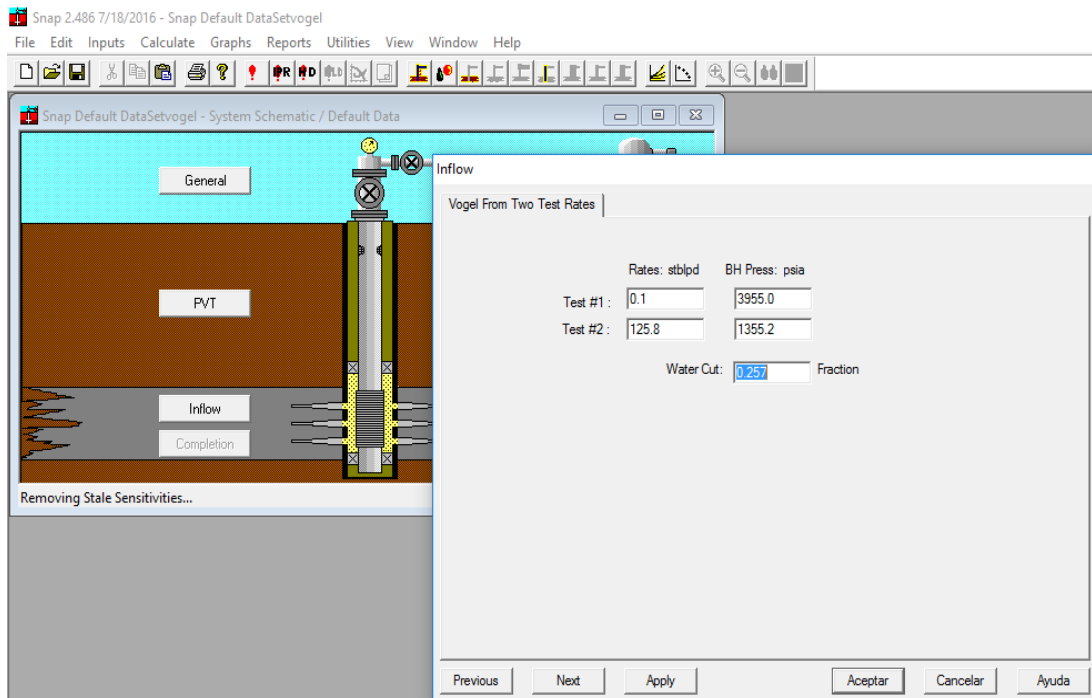 Snap 2.486 7/18/2016 - Snap Default DataSetvogel
File Edit Inputs Calculate Graphs Reports Utilities View Window Help
Snap Default DataSetvogel - System Schematic / Default Data
General
PVT
Inflow
Completion
Removing Stale Sensitivities...
Inflow
Vogel From Two Test Rates
Rates: stblpd BH Press: psia
Test #1 : 0.1 3955.0
Test #2 : 125.8 1355.2
Water Cut: 0.257 Fraction
Previous Next Apply Aceptar Cancelar Ayuda